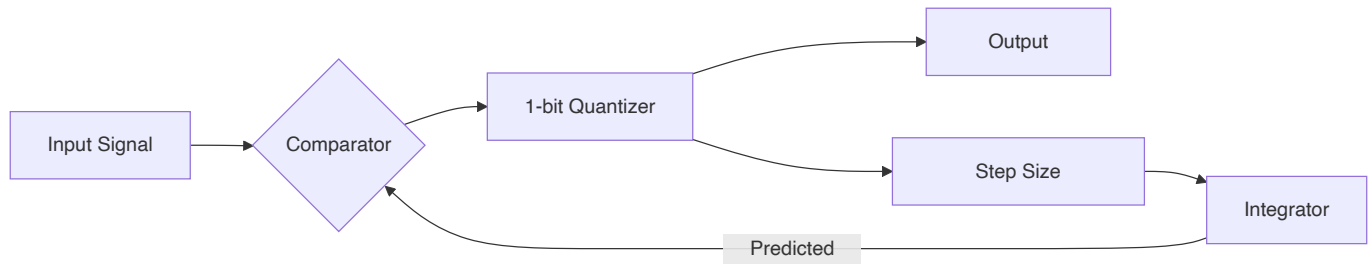 Input Signal
Comparator
1-bit Quantizer
Output
Step Size
Integrator
Predicted